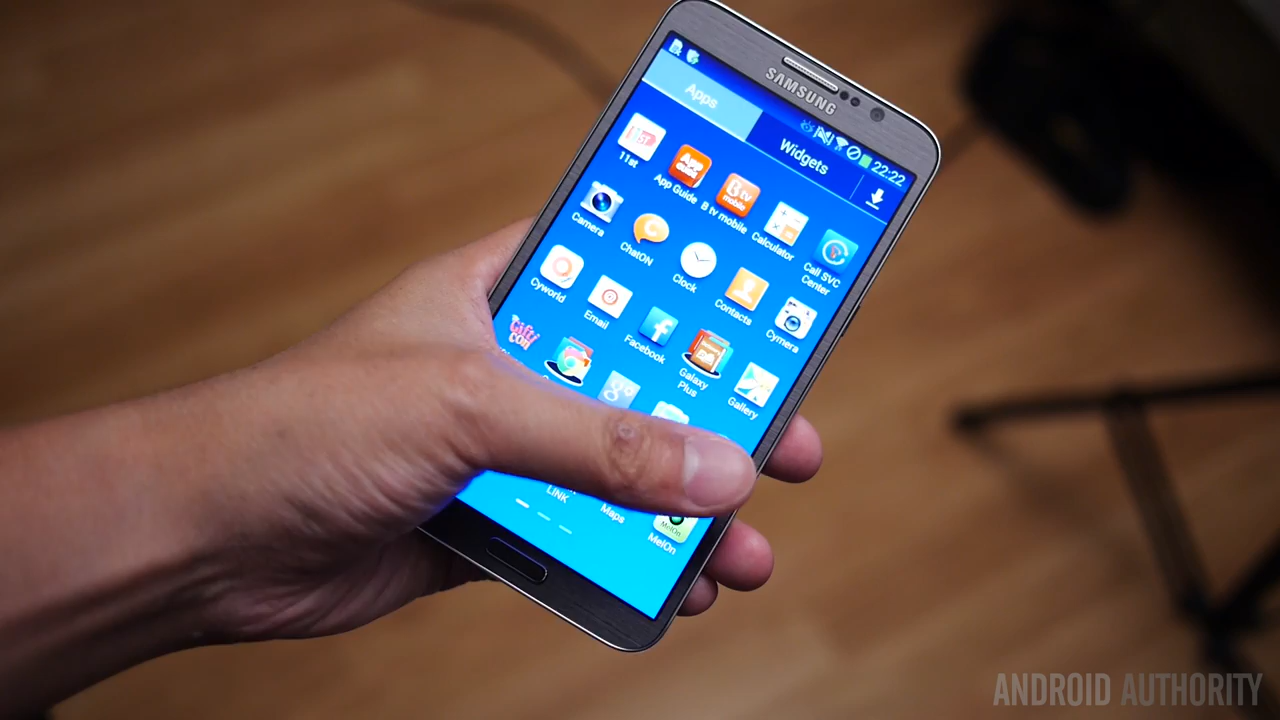 SAMSUNG
22:22
Apps
Widgets
11st
App Guide
B tv mobile
Calculator
Call SVC
Center
Camera
ChatON
Clock
Contacts
Cymera
Cyworld
Email
Facebook
Galaxy
Plus
Gallery
LINK
Maps
MelOn
ANDROID AUTHORITY